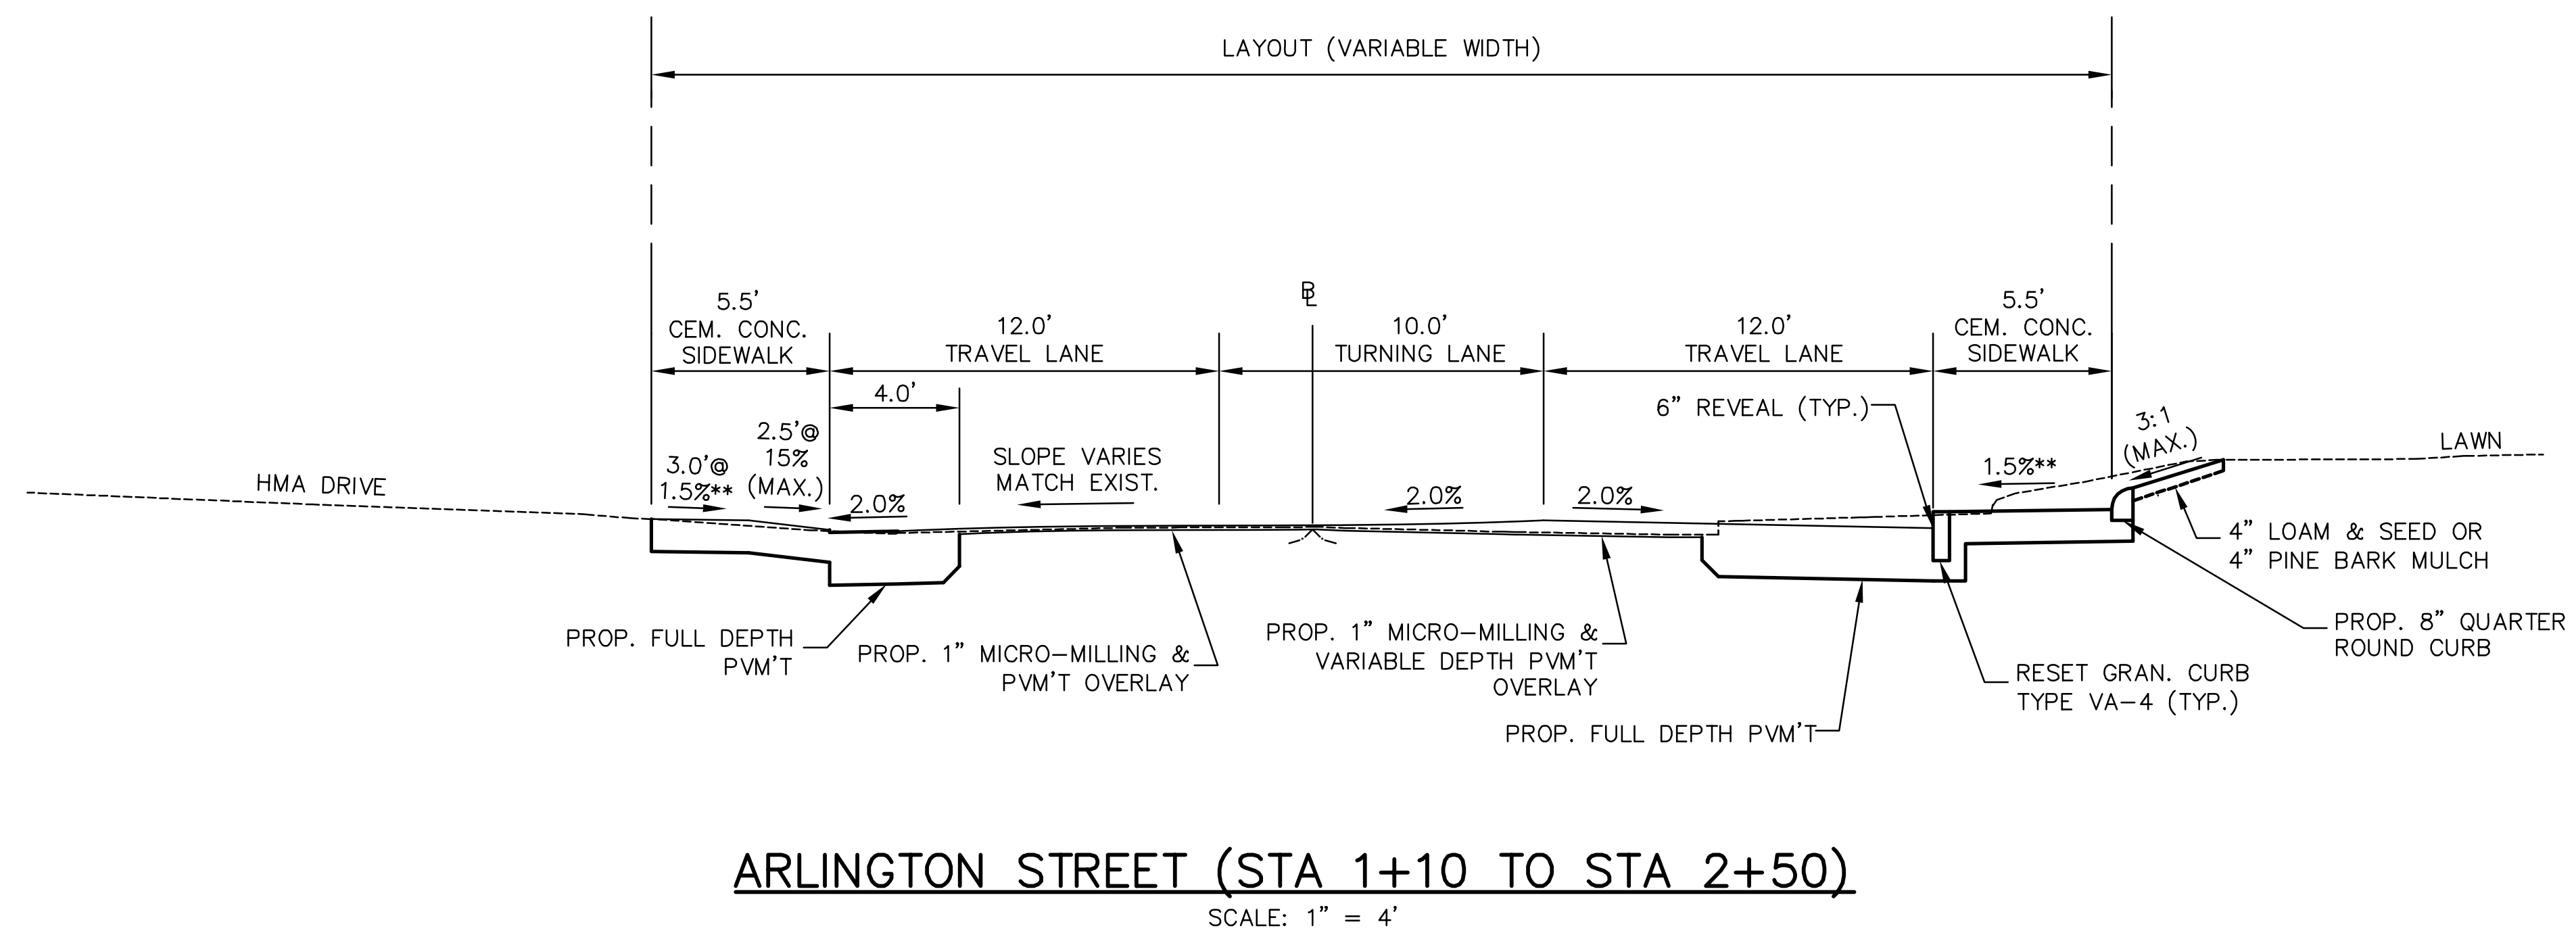 LAYOUT (VARIABLE WIDTH)
5.5'
CEM. CONC.
SIDEWALK
12.0'
TRAVEL LANE
4.0'
BL
10.0'
TURNING LANE
12.0'
TRAVEL LANE
5.5'
CEM. CONC.
SIDEWALK
6" REVEAL (TYP.)
HMA DRIVE
3.0'@
1.5%**
2.5'@
15%
(MAX.)
2.0%
SLOPE VARIES
MATCH EXIST.
2.0%
2.0%
1.5%**
3:1
(MAX.)
LAWN
4" LOAM & SEED OR
4" PINE BARK MULCH
PROP. FULL DEPTH
PVM'T
PROP. 1" MICRO-MILLING &
PVM'T OVERLAY
PROP. 1" MICRO-MILLING &
VARIABLE DEPTH PVM'T
OVERLAY
PROP. FULL DEPTH PVM'T
RESET GRAN. CURB
TYPE VA-4 (TYP.)
PROP. 8" QUARTER
ROUND CURB
ARLINGTON STREET (STA 1+10 TO STA 2+50)
SCALE: 1" = 4'